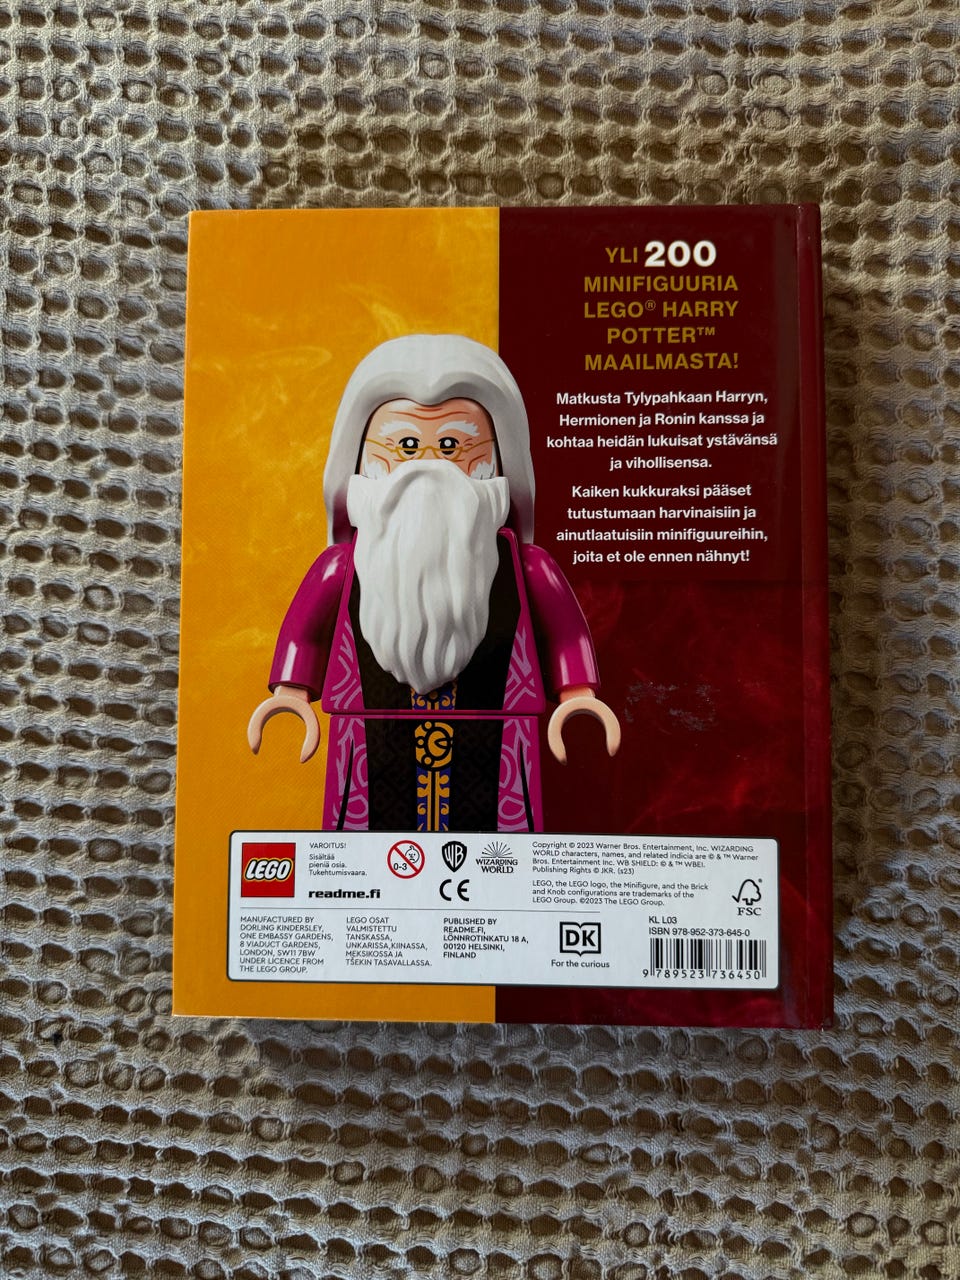 YLI 200
MINIFIGUURIA
LEGO® HARRY
POTTER™
MAAILMASTA!
Matkusta Tylypahkaan Harryn,
Hermionen ja Ronin kanssa ja
kohtaa heidän lukuisat ystävänsä
ja vihollisensa.
Kaiken kukkuraksi pääset
tutustumaan harvinaisiin ja
ainutlaatuisiin minifiguureihin,
joita et ole ennen nähnyt!
LEGO
VAROITUS!
Sisältää
pieniä osia.
Tukehtumisvaara.
readme.fi
0-3
WB
WIZARDING
WORLD
CE
Copyright © 2023 Warner Bros. Entertainment, Inc. WIZARDING
WORLD characters, names, and related indicia are © & ™ Warner
Bros. Entertainment Inc. WB SHIELD: © & ™ WBEI.
Publishing Rights © JKR. (s23)
LEGO, the LEGO logo, the Minifigure, and the Brick
and Knob configurations are trademarks of the
LEGO Group. ©2023 The LEGO Group.
FSC
MANUFACTURED BY
DORLING KINDERSLEY,
ONE EMBASSY GARDENS,
8 VIADUCT GARDENS,
LONDON, SW11 7BW
UNDER LICENCE FROM
THE LEGO GROUP.
LEGO OSAT
VALMISTETTU
TANSKASSA,
UNKARISSA,KIINASSA,
MEKSIKOSSA JA
TŠEKIN TASAVALLASSA.
PUBLISHED BY
README.FI,
LÖNNROTINKATU 18 A,
00120 HELSINKI,
FINLAND
DK
For the curious
KL L03
ISBN 978-952-373-645-0
9 789523 736450